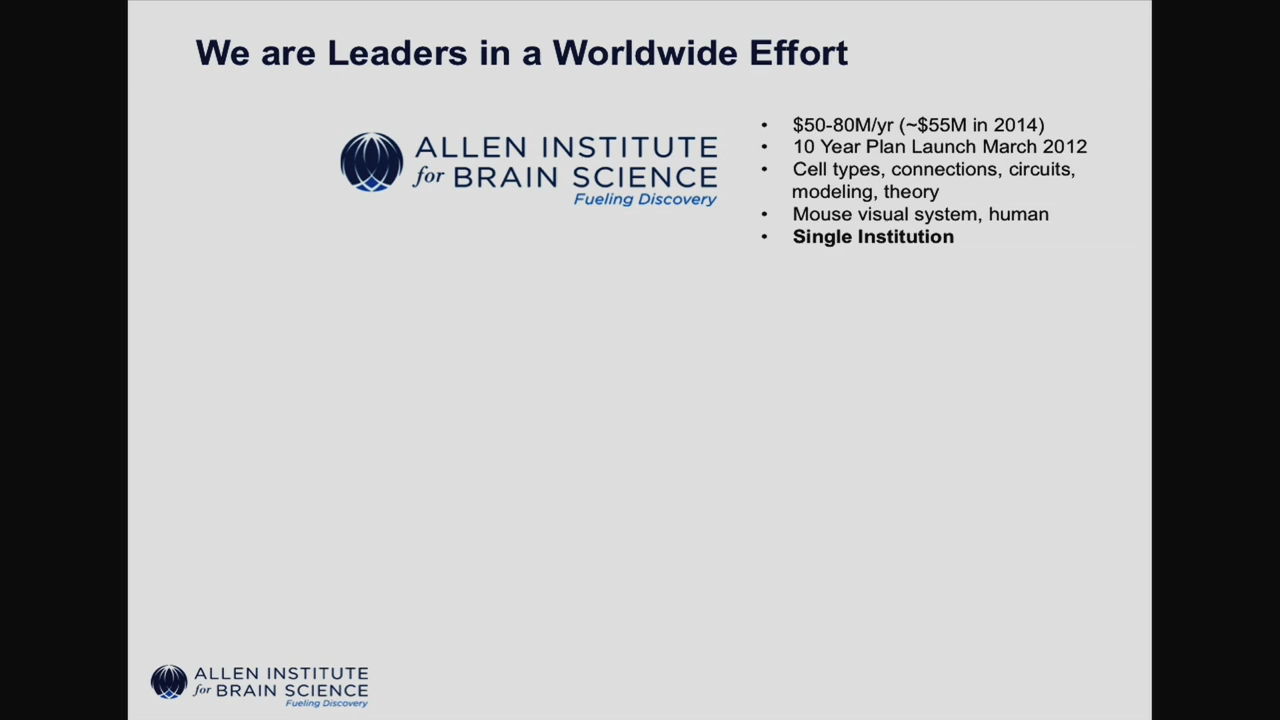 We are Leaders in a Worldwide Effort
ALLEN INSTITUTE
for BRAIN SCIENCE
Fueling Discovery
• $50-80M/yr (~$55M in 2014)
• 10 Year Plan Launch March 2012
• Cell types, connections, circuits,
modeling, theory
• Mouse visual system, human
• Single Institution
ALLEN INSTITUTE
for BRAIN SCIENCE
Fueling Discovery